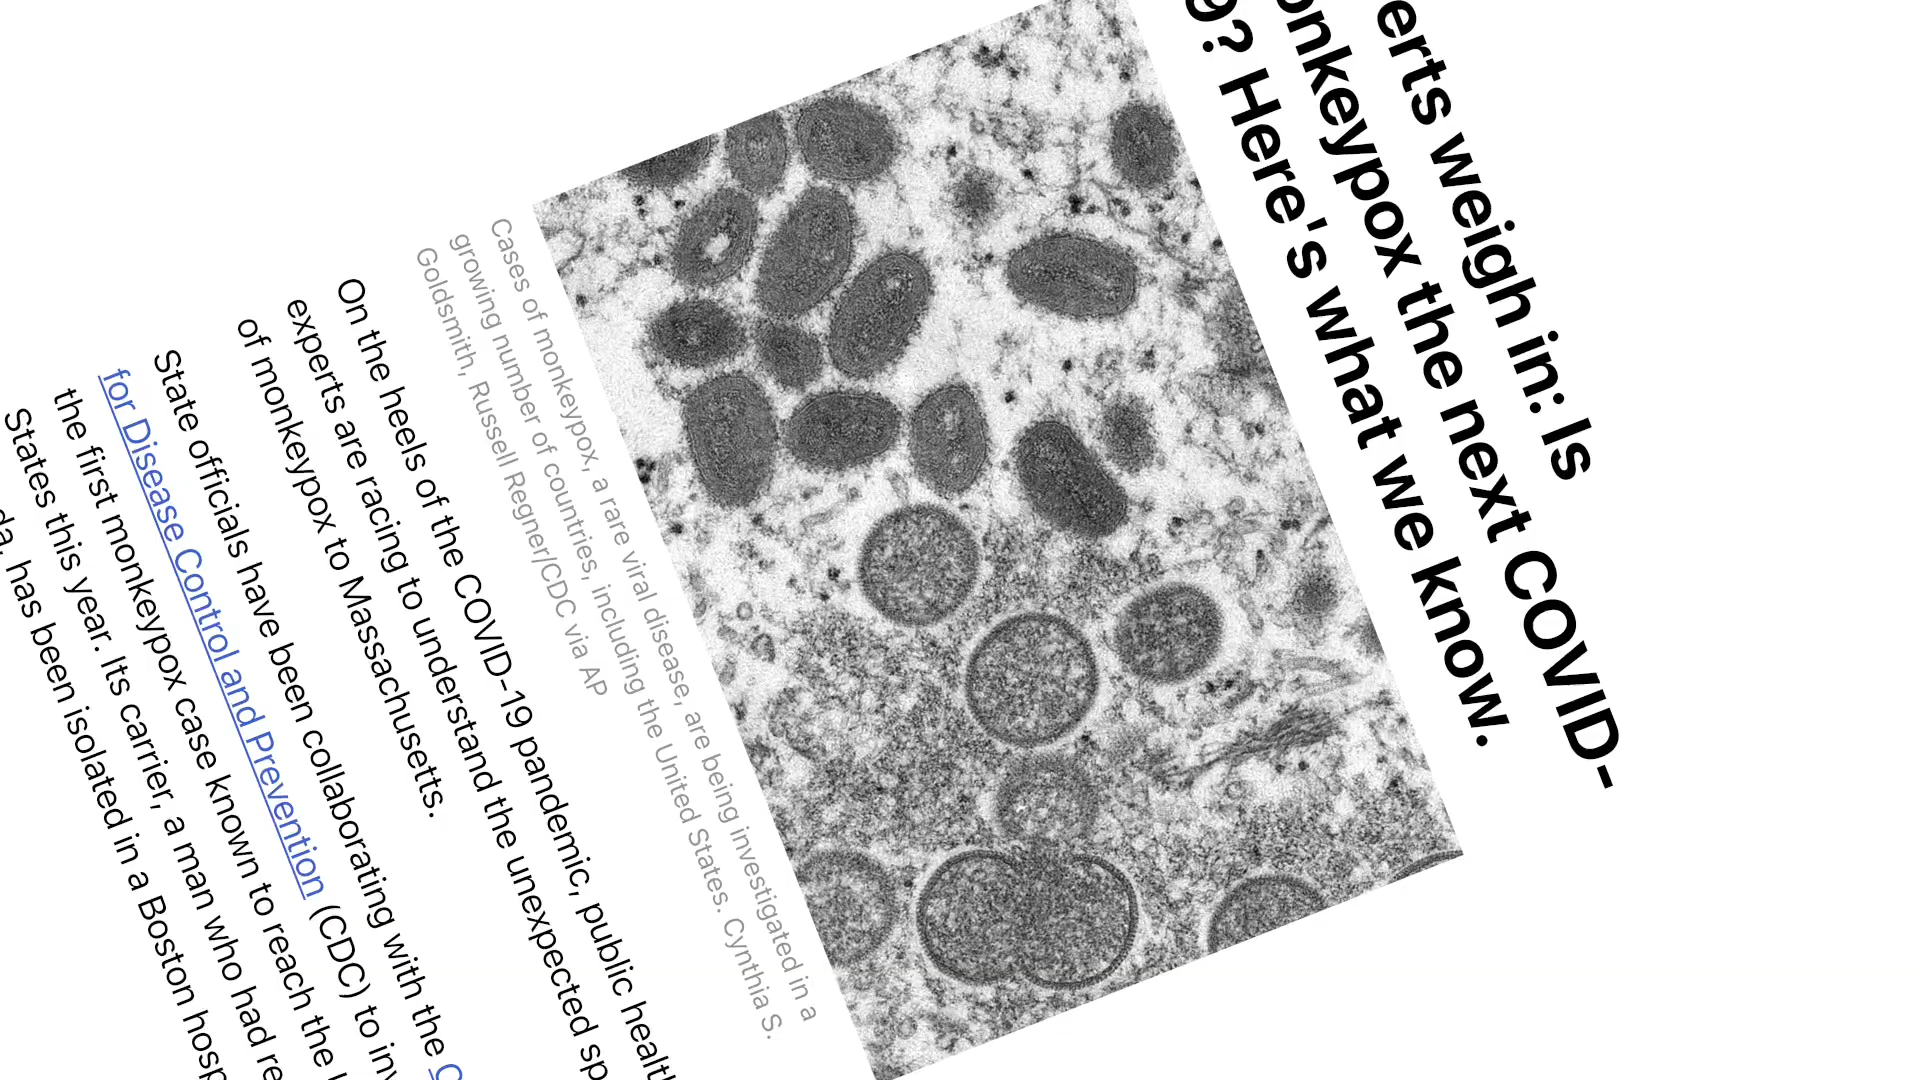 erts weigh in: Is
onkeypox the next COVID-
9? Here's what we know.
Cases of monkeypox, a rare viral disease, are being investigated in a
growing number of countries, including the United States. Cynthia S.
Goldsmith, Russell Regner/CDC via AP
On the heels of the COVID-19 pandemic, public healt
experts are racing to understand the unexpected sp
of monkeypox to Massachusetts.
State officials have been collaborating with the C
for Disease Control and Prevention (CDC) to inv
the first monkeypox case known to reach the
States this year. Its carrier, a man who had re
da, has been isolated in a Boston hosp